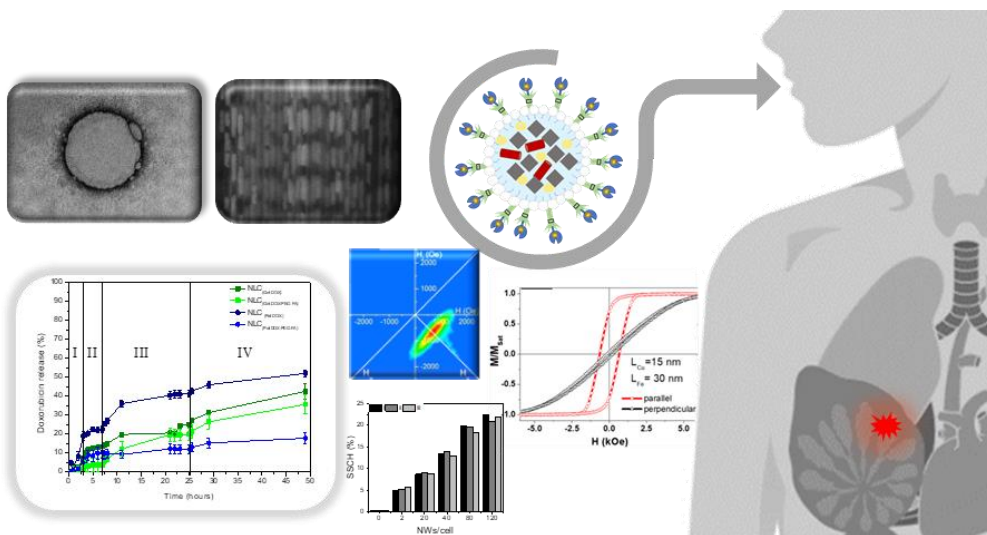 Doxorubicin release (%)
100
90
80
70
60
50
40
30
20
10
0
I II III IV
0 5 10 15 20 25 30 35 40 45 50
Time (hours)
H (Oe)
2000
-2000 -1000
2000
H (Oe)
-2000
H
H
SSCH (%)
25
20
15
10
5
0
0 2 20 40 80 120
NWs/cell
M/M
1.0
0.5
0.0
-0.5
-1.0
=15 nm
= 30 nm
parallel
perpendicular
-5.0 -2.5 0.0 2.5 5.0
H (kOe)